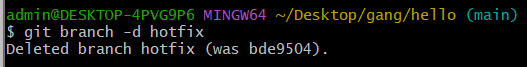 admin@DESKTOP-4PVG9P6 MINGW64 ~/Desktop/gang/hello (main)
$ git branch -d hotfix
Deleted branch hotfix (was bde9504).